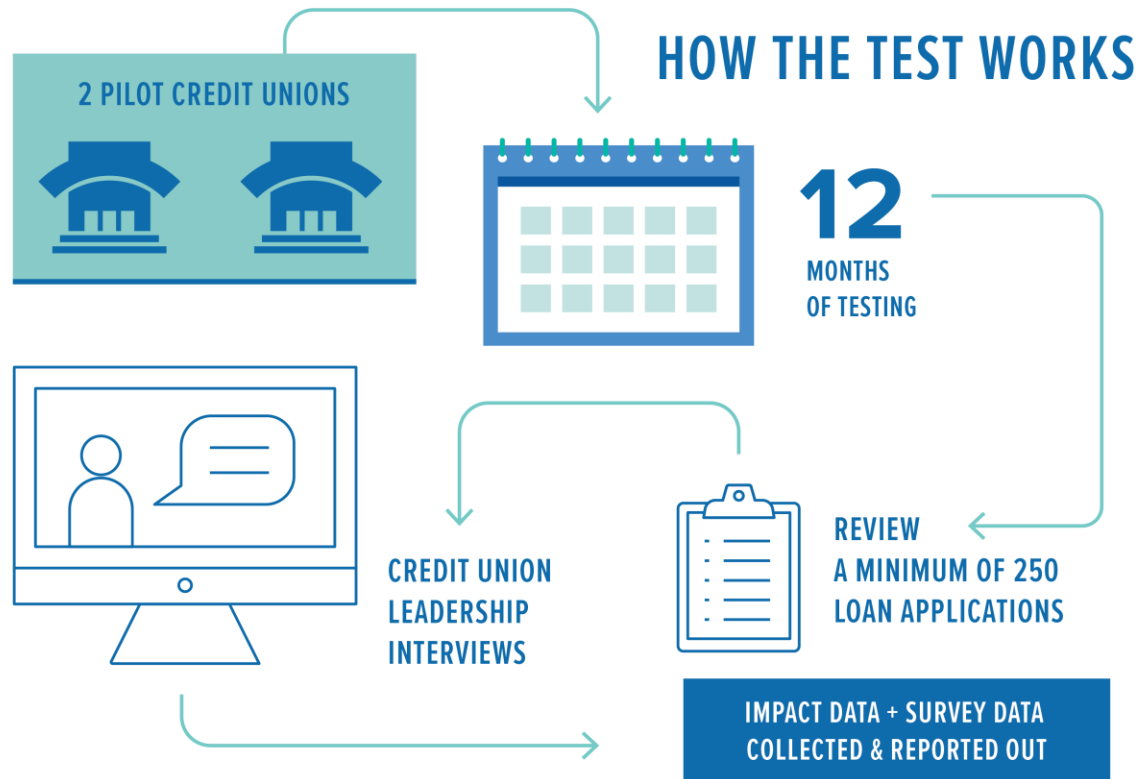 HOW THE TEST WORKS
2 PILOT CREDIT UNIONS
12
MONTHS
OF TESTING
REVIEW
A MINIMUM OF 250
LOAN APPLICATIONS
CREDIT UNION
LEADERSHIP
INTERVIEWS
IMPACT DATA + SURVEY DATA
COLLECTED & REPORTED OUT